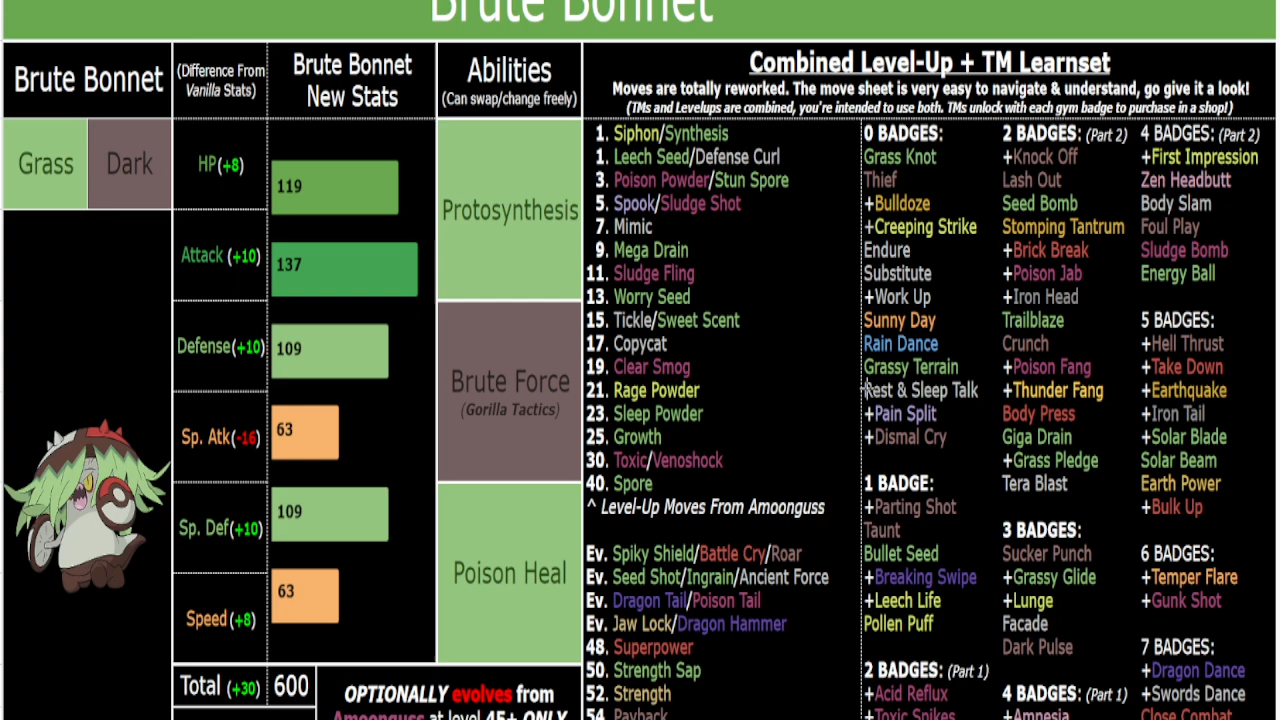 Brute Bonnet
Brute Bonnet
(Difference From
Vanilla Stats)
Brute Bonnet
New Stats
Abilities
(Can swap/change freely)
Combined Level-Up + TM Learnset
Moves are totally reworked. The move sheet is very easy to navigate & understand, go give it a look!
(TMs and Levelups are combined, you're intended to use both. TMs unlock with each gym badge to purchase in a shop!)
Grass
Dark
HP(+8)
119
Attack (+10)
137
Defense(+10)
109
Sp. Atk(-16)
63
Sp. Def(+10)
109
Speed(+8)
63
Total (+30)
600
Protosynthesis
Brute Force
(Gorilla Tactics)
Poison Heal
OPTIONALLY evolves from
Amoonguss at level 45+ ONLY
1. Siphon/Synthesis
1. Leech Seed/Defense Curl
3. Poison Powder/Stun Spore
5. Spook/Sludge Shot
7. Mimic
9. Mega Drain
11. Sludge Fling
13. Worry Seed
15. Tickle/Sweet Scent
17. Copycat
19. Clear Smog
21. Rage Powder
23. Sleep Powder
25. Growth
30. Toxic/Venoshock
40. Spore
^ Level-Up Moves From Amoonguss
Ev. Spiky Shield/Battle Cry/Roar
Ev. Seed Shot/Ingrain/Ancient Force
Ev. Dragon Tail/Poison Tail
Ev. Jaw Lock/Dragon Hammer
48. Superpower
50. Strength Sap
52. Strength
54. Payback
0 BADGES:
Grass Knot
Thief
+Bulldoze
+Creeping Strike
Endure
Substitute
+Work Up
Sunny Day
Rain Dance
Grassy Terrain
Rest & Sleep Talk
+Pain Split
+Dismal Cry
1 BADGE:
+Parting Shot
Taunt
Bullet Seed
+Breaking Swipe
+Leech Life
Pollen Puff
2 BADGES: (Part 1)
+Acid Reflux
+Toxic Spikes
2 BADGES: (Part 2)
+Knock Off
Lash Out
Seed Bomb
Stomping Tantrum
+Brick Break
+Poison Jab
+Iron Head
Trailblaze
Crunch
+Poison Fang
+Thunder Fang
Body Press
Giga Drain
+Grass Pledge
Tera Blast
3 BADGES:
Sucker Punch
+Grassy Glide
+Lunge
Facade
Dark Pulse
4 BADGES: (Part 1)
+Amnesia
4 BADGES: (Part 2)
+First Impression
Zen Headbutt
Body Slam
Foul Play
Sludge Bomb
Energy Ball
5 BADGES:
+Hell Thrust
+Take Down
+Earthquake
+Iron Tail
+Solar Blade
Solar Beam
Earth Power
+Bulk Up
6 BADGES:
+Temper Flare
+Gunk Shot
7 BADGES:
+Dragon Dance
+Swords Dance
Close Combat